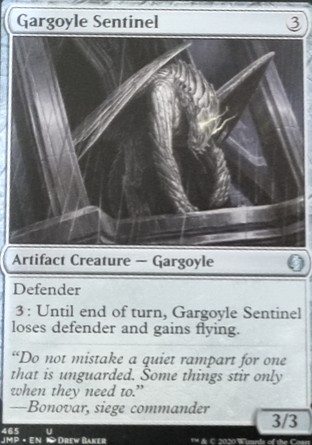 Gargoyle Sentinel 3
Artifact Creature — Gargoyle
Defender
3: Until end of turn, Gargoyle Sentinel
loses defender and gains flying.
"Do not mistake a quiet rampart for one
that is unguarded. Some things stir only
when they need to."
—Bonovar, siege commander
3/3
465 U
JMP • EN DREW BAKER ™ & © 2020 Wizards of the Coast